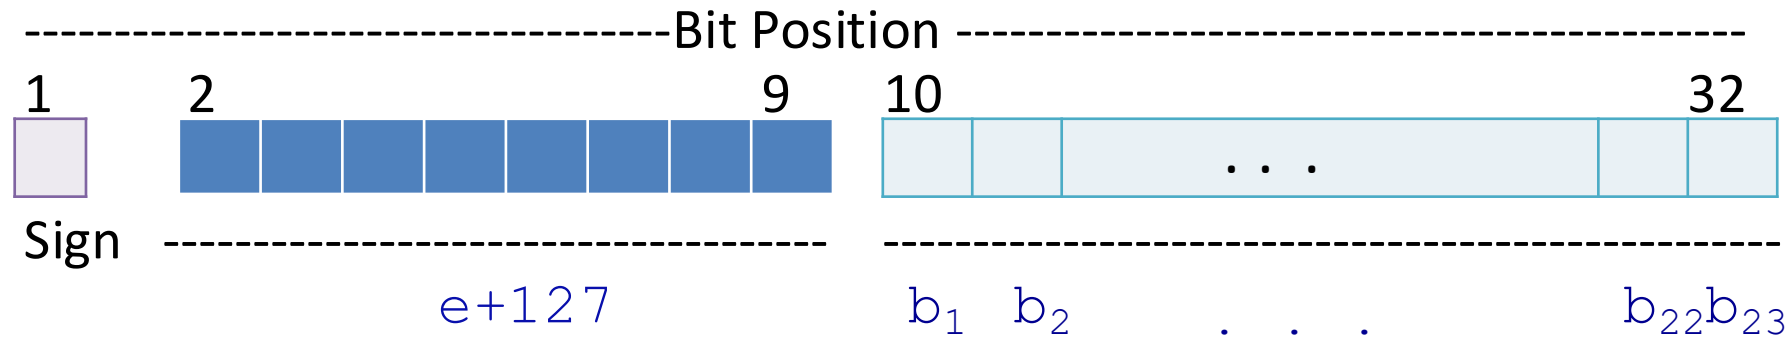 ----------------------------------Bit Position ------------------------------------------
1 2 9 10 32
. . .
Sign ------------------------------------- --------------------------------------------------
e+127 b₁ b₂ . . . b₂₂b₂₃